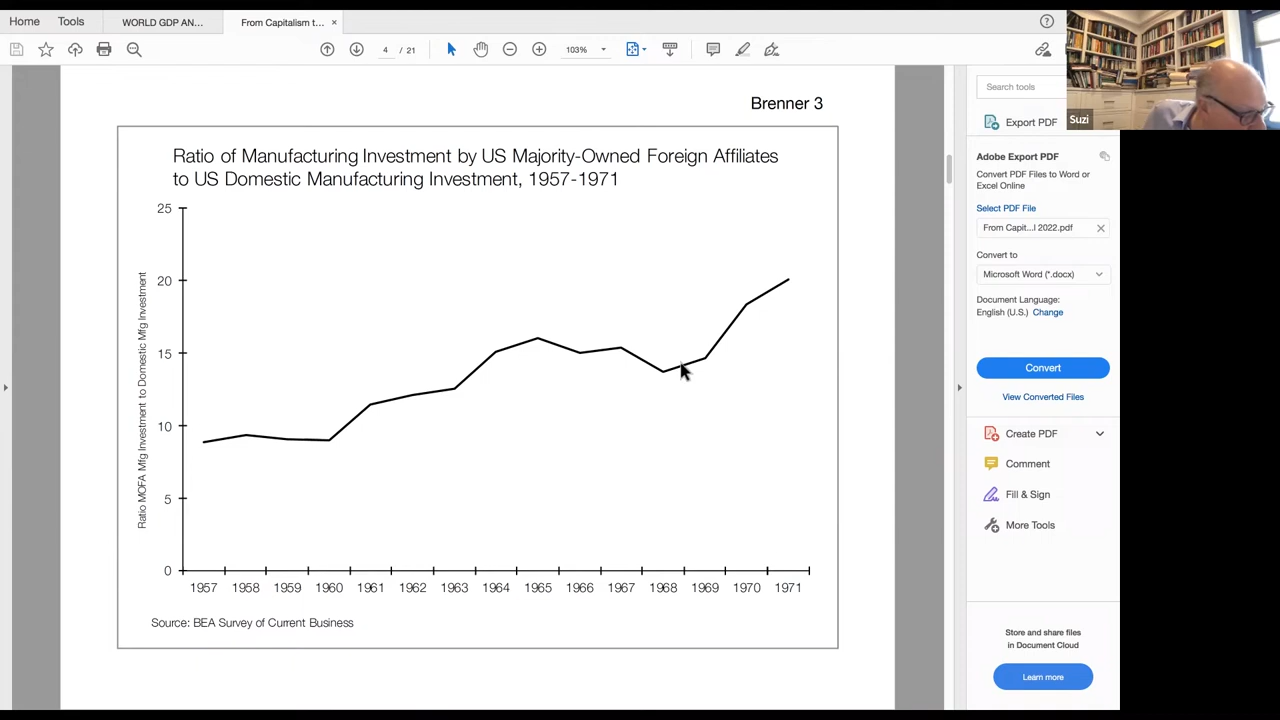 Home Tools WORLD GDP AN... From Capitalism t... ×
4 / 21 103%
Suzi
Brenner 3
Ratio of Manufacturing Investment by US Majority-Owned Foreign Affiliates
to US Domestic Manufacturing Investment, 1957-1971
Ratio MOFA Mfg Investment to Domestic Mfg Investment
25
20
15
10
5
0
1957 1958 1959 1960 1961 1962 1963 1964 1965 1966 1967 1968 1969 1970 1971
Source: BEA Survey of Current Business
Search tools
Export PDF
Adobe Export PDF
Convert PDF Files to Word or
Excel Online
Select PDF File
From Capit...l 2022.pdf
Convert to
Microsoft Word (*.docx)
Document Language:
English (U.S.) Change
Convert
View Converted Files
Create PDF
Comment
Fill & Sign
More Tools
Store and share files
in Document Cloud
Learn more